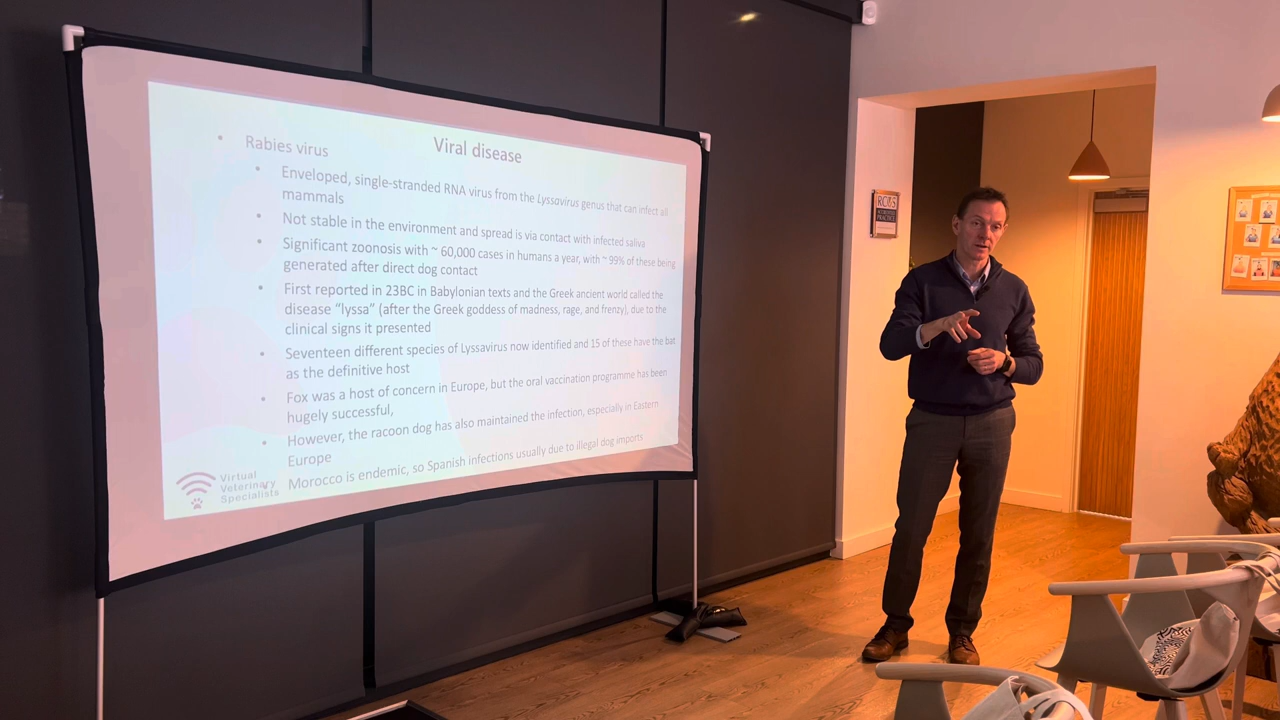 Viral disease
• Rabies virus
• Enveloped, single-stranded RNA virus from the Lyssavirus genus that can infect all
mammals
• Not stable in the environment and spread is via contact with infected saliva
• Significant zoonosis with ~ 60,000 cases in humans a year, with ~ 99% of these being
generated after direct dog contact
• First reported in 23BC in Babylonian texts and the Greek ancient world called the
disease “lyssa” (after the Greek goddess of madness, rage, and frenzy), due to the
clinical signs it presented
• Seventeen different species of Lyssavirus now identified and 15 of these have the bat
as the definitive host
• Fox was a host of concern in Europe, but the oral vaccination programme has been
hugely successful,
• However, the racoon dog has also maintained the infection, especially in Eastern
Europe
Morocco is endemic, so Spanish infections usually due to illegal dog imports
Virtual
Veterinary
Specialists
PRACTICE